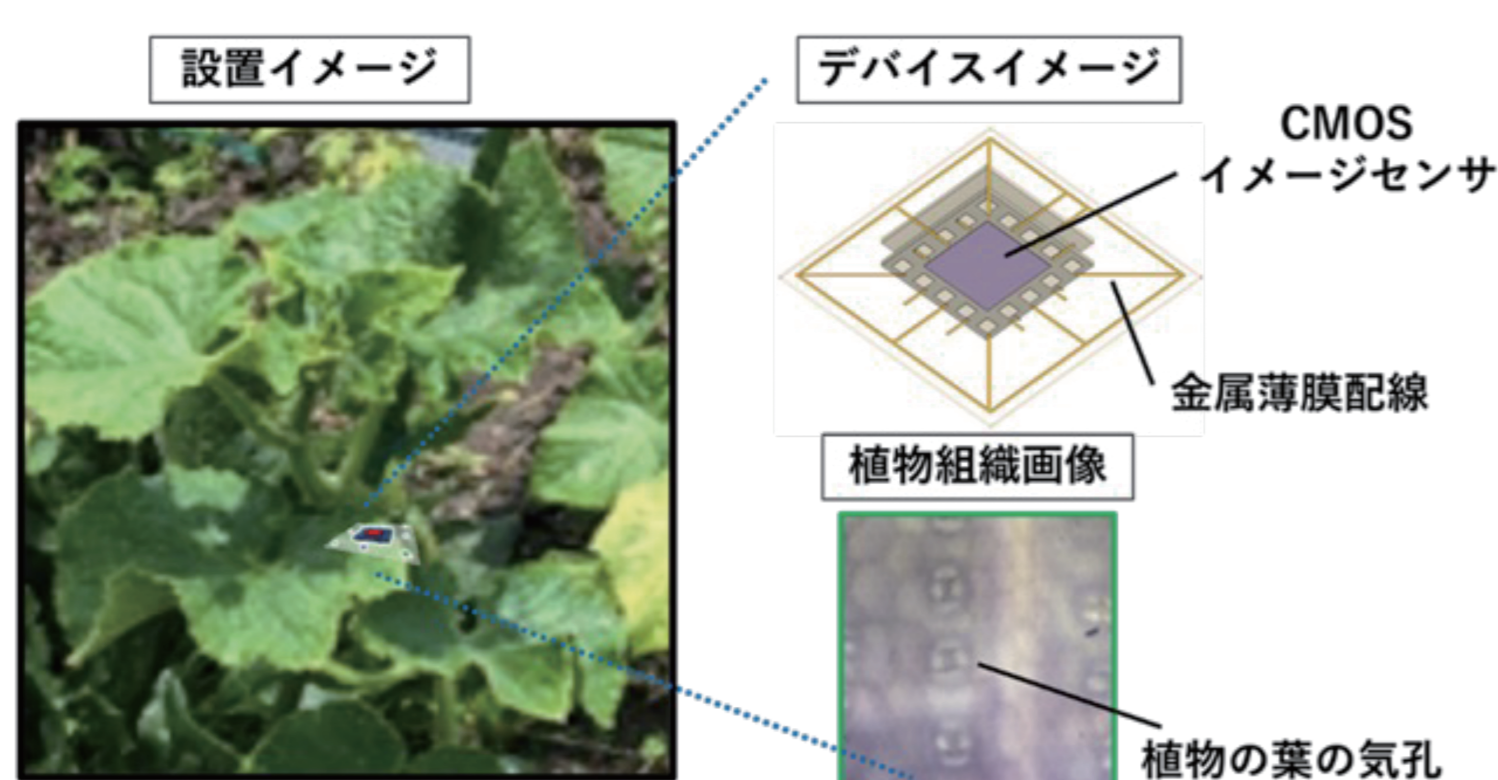 設置イメージ
デバイスイメージ
CMOS
イメージセンサ
金属薄膜配線
植物組織画像
植物の葉の気孔